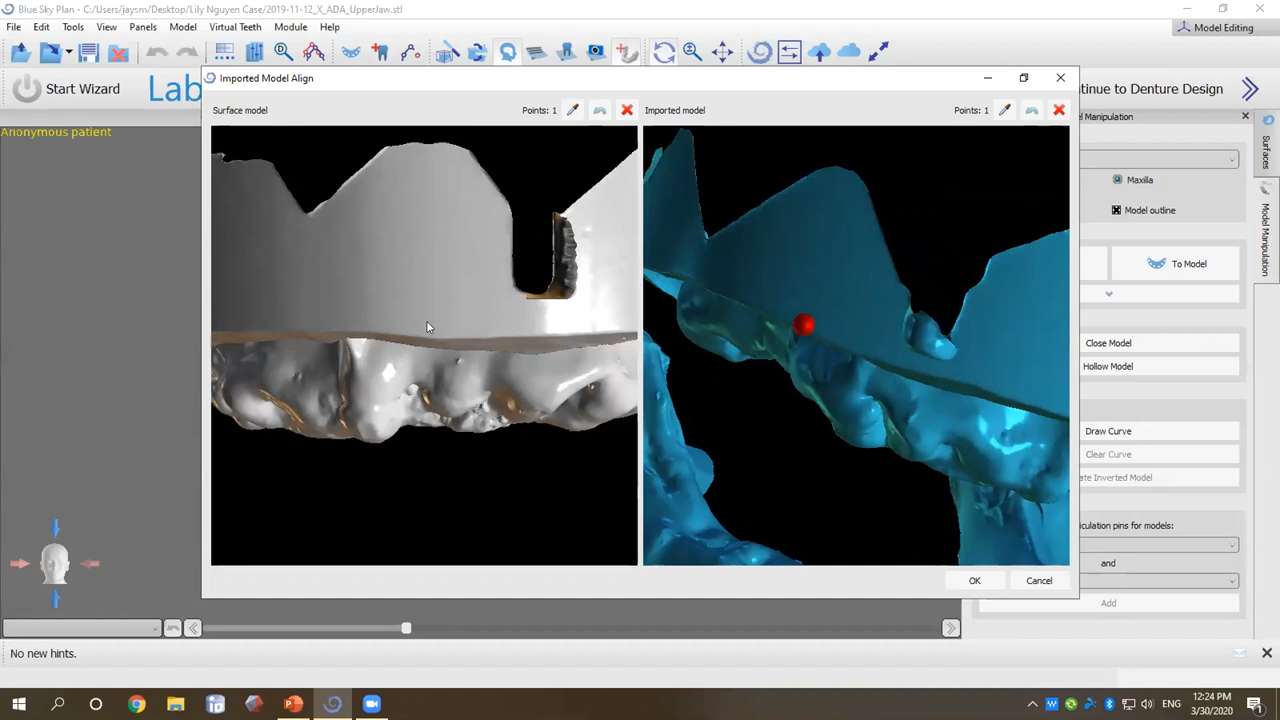 Blue Sky Plan - C:/Users/jaysm/Desktop/Lily Nguyen Case/2019-11-12_X_ADA_UpperJaw.stl
File Edit Tools View Panels Model Virtual Teeth Module Help
Model Editing
Start Wizard
Lab
Imported Model Align
tinue to Denture Design
Anonymous patient
Surface model
Points: 1
Imported model
Points: 1
del Manipulation
Maxilla
Model outline
To Model
Close Model
Hollow Model
Draw Curve
Clear Curve
ate Inverted Model
iculation pins for models:
and
Add
Surfaces
Model Manipulation
OK
Cancel
No new hints.
ENG
12:24 PM
3/30/2020